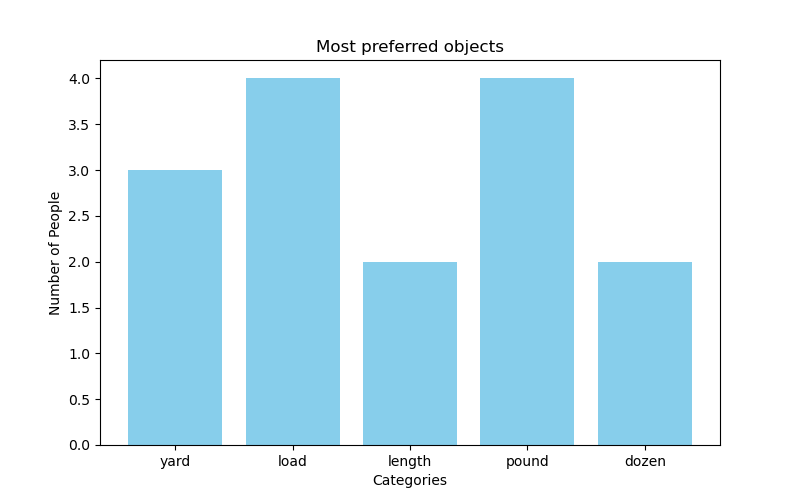 Most preferred objects
Number of People
4.0
3.5
3.0
2.5
2.0
1.5
1.0
0.5
0.0
yard load length pound dozen
Categories